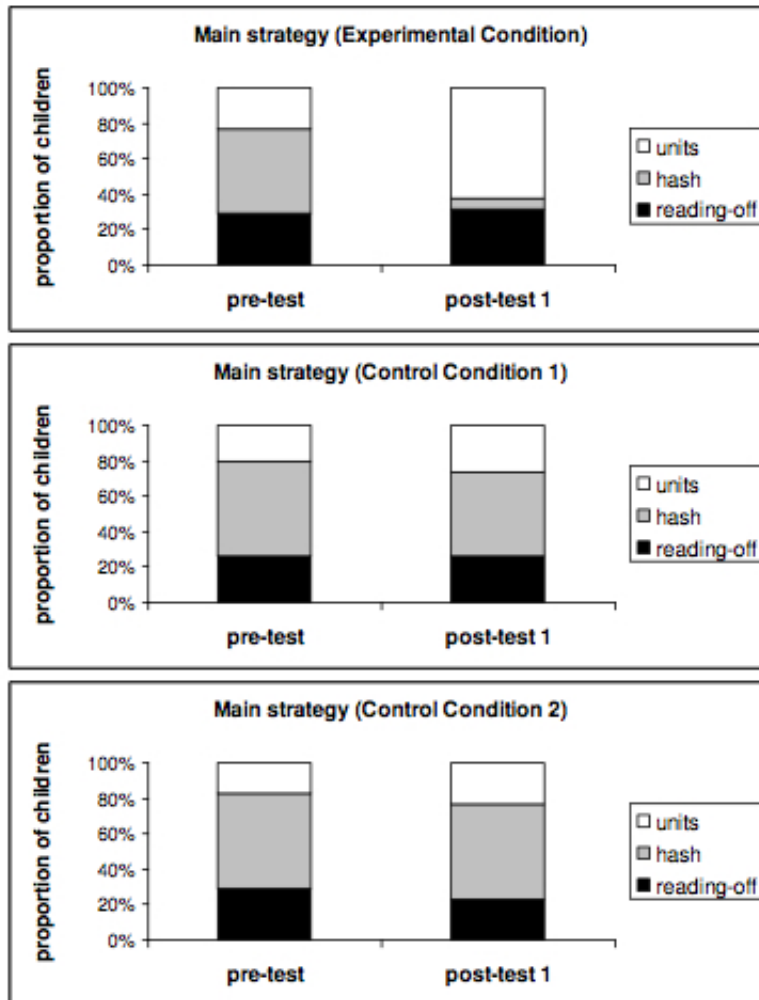 Main strategy (Experimental Condition)
proportion of children
100%
80%
60%
40%
20%
0%
pre-test post-test 1
units
hash
reading-off
Main strategy (Control Condition 1)
proportion of children
100%
80%
60%
40%
20%
0%
pre-test post-test 1
units
hash
reading-off
Main strategy (Control Condition 2)
proportion of children
100%
80%
60%
40%
20%
0%
pre-test post-test 1
units
hash
reading-off